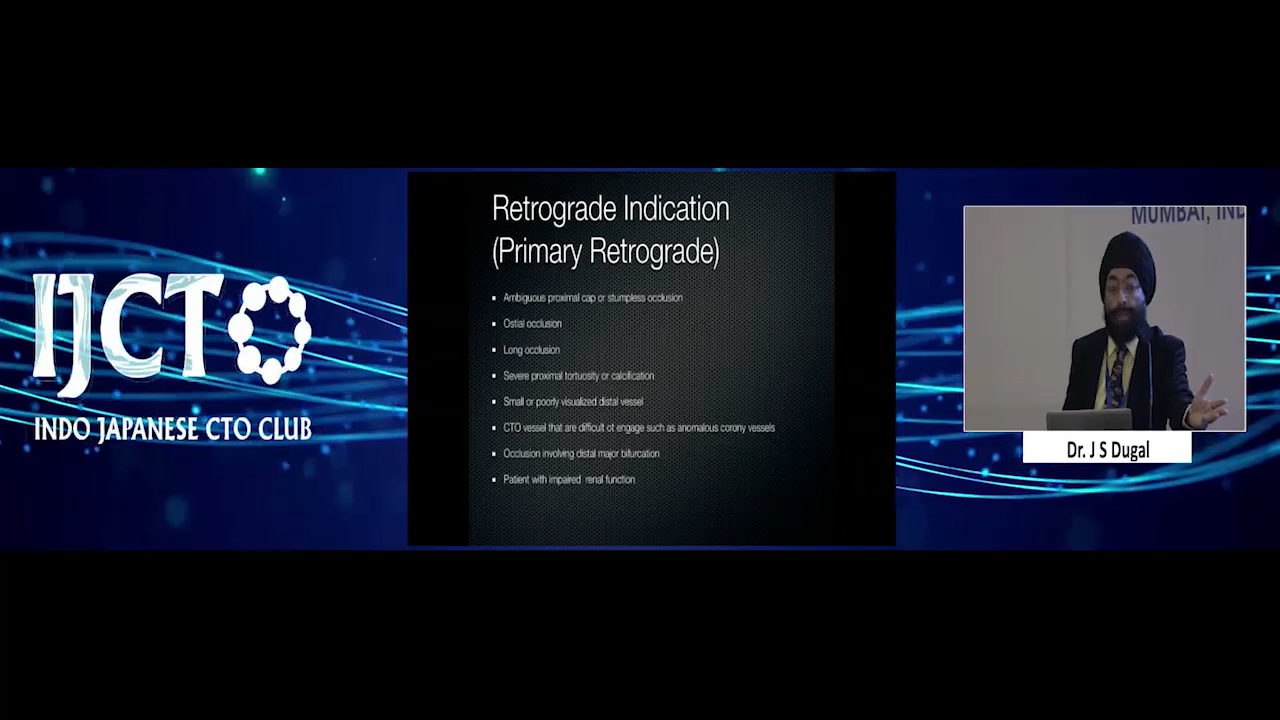 IJCTO
INDO JAPANESE CTO CLUB
Retrograde Indication
(Primary Retrograde)
Ambiguous proximal cap or stumpless occlusion
Ostial occlusion
Long occlusion
Severe proximal tortuosity or calcification
Small or poorly visualized distal vessel
CTO vessel that are difficult ot engage such as anomalous corony vessels
Occlusion involving distal major bifurcation
Patient with impaired renal function
MUMBAI, IND
Dr. J S Dugal